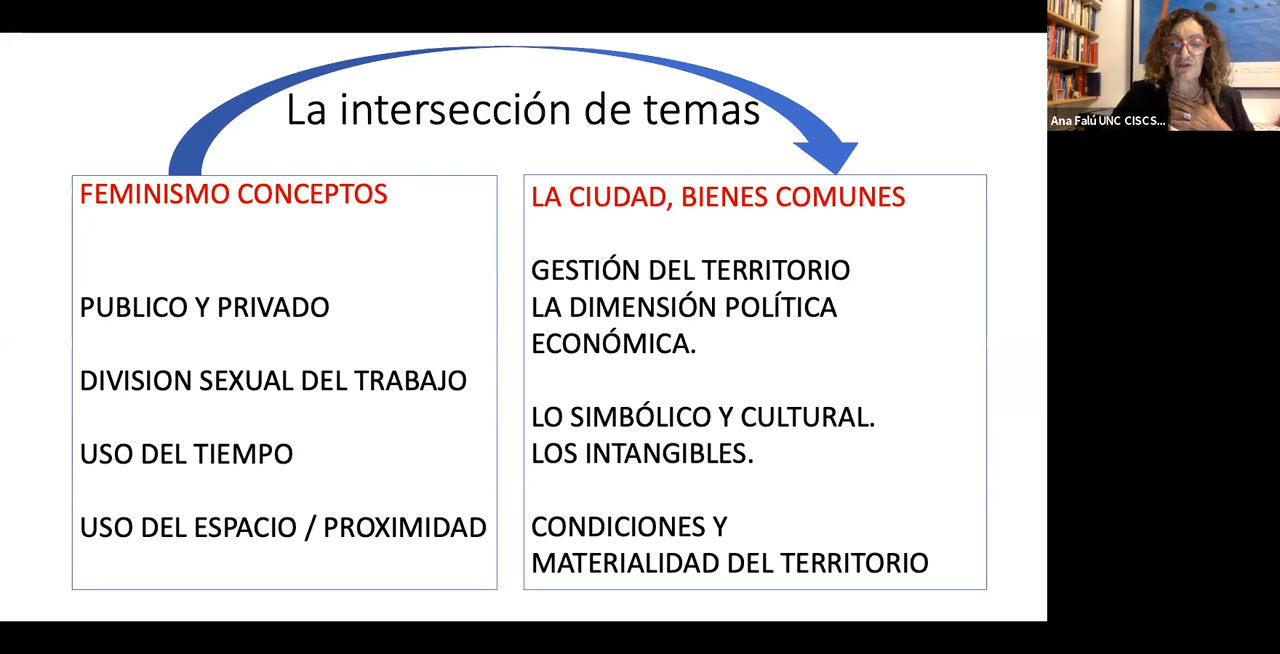 La intersección de temas
FEMINISMO CONCEPTOS
PUBLICO Y PRIVADO
DIVISION SEXUAL DEL TRABAJO
USO DEL TIEMPO
USO DEL ESPACIO / PROXIMIDAD
LA CIUDAD, BIENES COMUNES
GESTIÓN DEL TERRITORIO
LA DIMENSIÓN POLÍTICA
ECONÓMICA.
LO SIMBÓLICO Y CULTURAL.
LOS INTANGIBLES.
CONDICIONES Y
MATERIALIDAD DEL TERRITORIO
Ana Falú UNC CISCS...